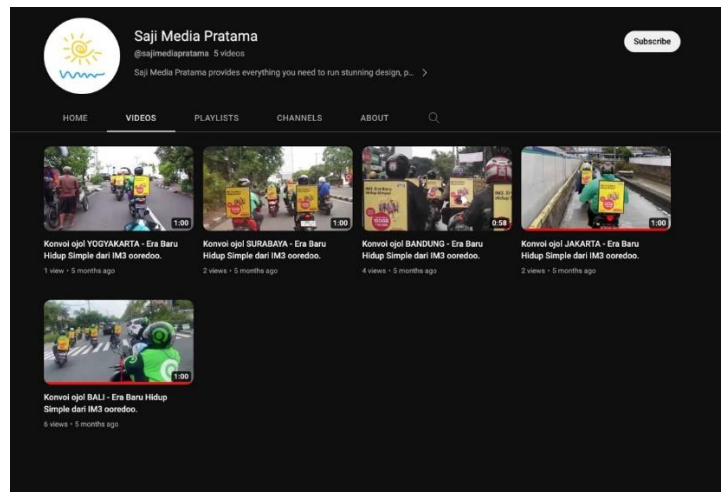 Saji Media Pratama
@sajimediapratama 5 videos
Saji Media Pratama provides everything you need to run stunning design, p...
Subscribe
HOME VIDEOS PLAYLISTS CHANNELS ABOUT
1:00
1:00
0:58
1:00
Konvoi ojol YOGYAKARTA - Era Baru
Hidup Simple dari IM3 ooredoo.
1 view • 5 months ago
Konvoi ojol SURABAYA - Era Baru
Hidup Simple dari IM3 ooredoo.
2 views • 5 months ago
Konvoi ojol BANDUNG - Era Baru
Hidup Simple dari IM3 ooredoo.
4 views • 5 months ago
Konvoi ojol JAKARTA - Era Baru
Hidup Simple dari IM3 ooredoo.
2 views • 5 months ago
1:00
Konvoi ojol BALI - Era Baru Hidup
Simple dari IM3 ooredoo.
6 views • 5 months ago